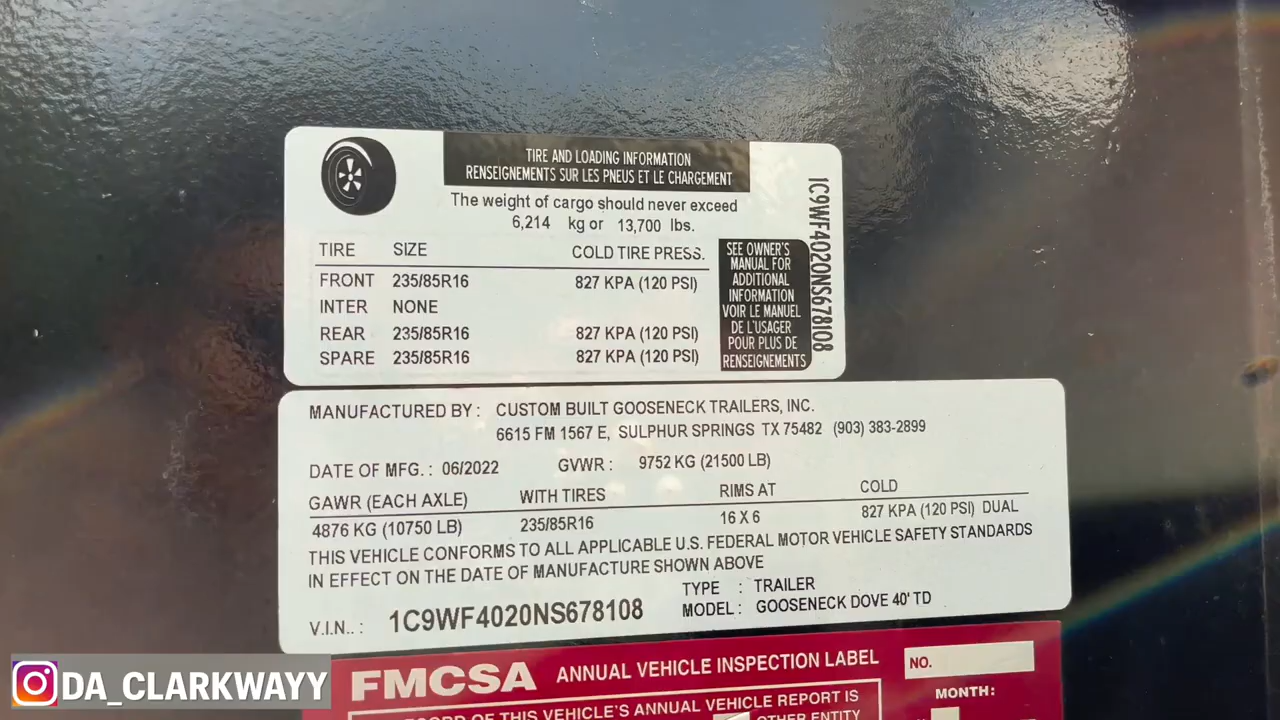 TIRE AND LOADING INFORMATION
RENSEIGNEMENTS SUR LES PNEUS ET LE CHARGEMENT
The weight of cargo should never exceed
6,214 kg or 13,700 lbs.
TIRE SIZE COLD TIRE PRESS.
FRONT 235/85R16 827 KPA (120 PSI)
INTER NONE
REAR 235/85R16 827 KPA (120 PSI)
SPARE 235/85R16 827 KPA (120 PSI)
SEE OWNER'S
MANUAL FOR
ADDITIONAL
INFORMATION
VOIR LE MANUEL
DE L'USAGER
POUR PLUS DE
RENSEIGNEMENTS
1C9WF4020NS678108
MANUFACTURED BY : CUSTOM BUILT GOOSENECK TRAILERS, INC.
6615 FM 1567 E, SULPHUR SPRINGS TX 75482 (903) 383-2899
DATE OF MFG. : 06/2022 GVWR : 9752 KG (21500 LB)
GAWR (EACH AXLE) WITH TIRES RIMS AT COLD
4876 KG (10750 LB) 235/85R16 16 X 6 827 KPA (120 PSI) DUAL
THIS VEHICLE CONFORMS TO ALL APPLICABLE U.S. FEDERAL MOTOR VEHICLE SAFETY STANDARDS
IN EFFECT ON THE DATE OF MANUFACTURE SHOWN ABOVE
TYPE : TRAILER
V.I.N.. : 1C9WF4020NS678108 MODEL : GOOSENECK DOVE 40' TD
FMCSA ANNUAL VEHICLE INSPECTION LABEL NO.
MONTH:
RECORD OF THIS VEHICLE'S ANNUAL VEHICLE REPORT IS
OTHER ENTITY
DA_CLARKWAYY